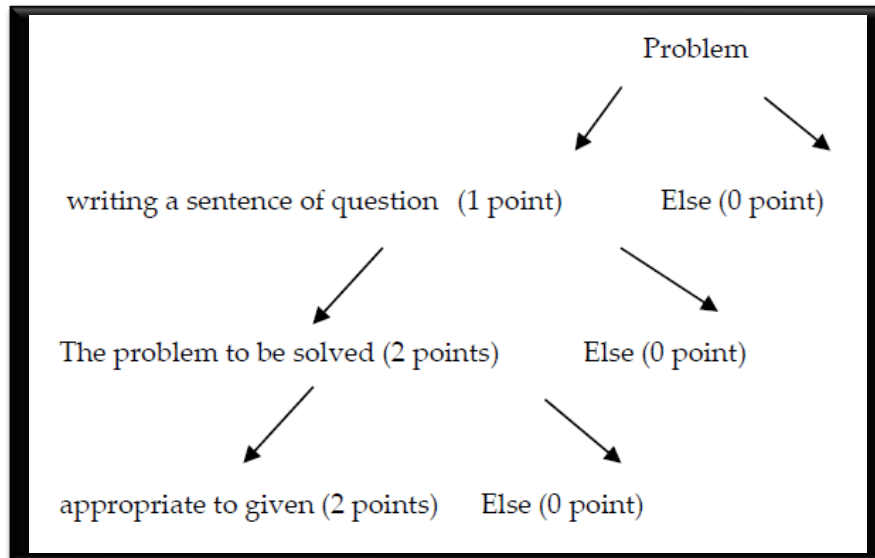 Problem
writing a sentence of question (1 point) Else (0 point)
The problem to be solved (2 points) Else (0 point)
appropriate to given (2 points) Else (0 point)